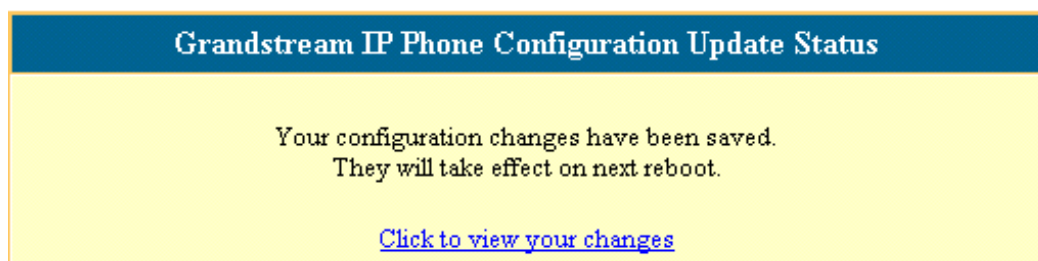 Grandstream IP Phone Configuration Update Status
Your configuration changes have been saved.
They will take effect on next reboot.
Click to view your changes